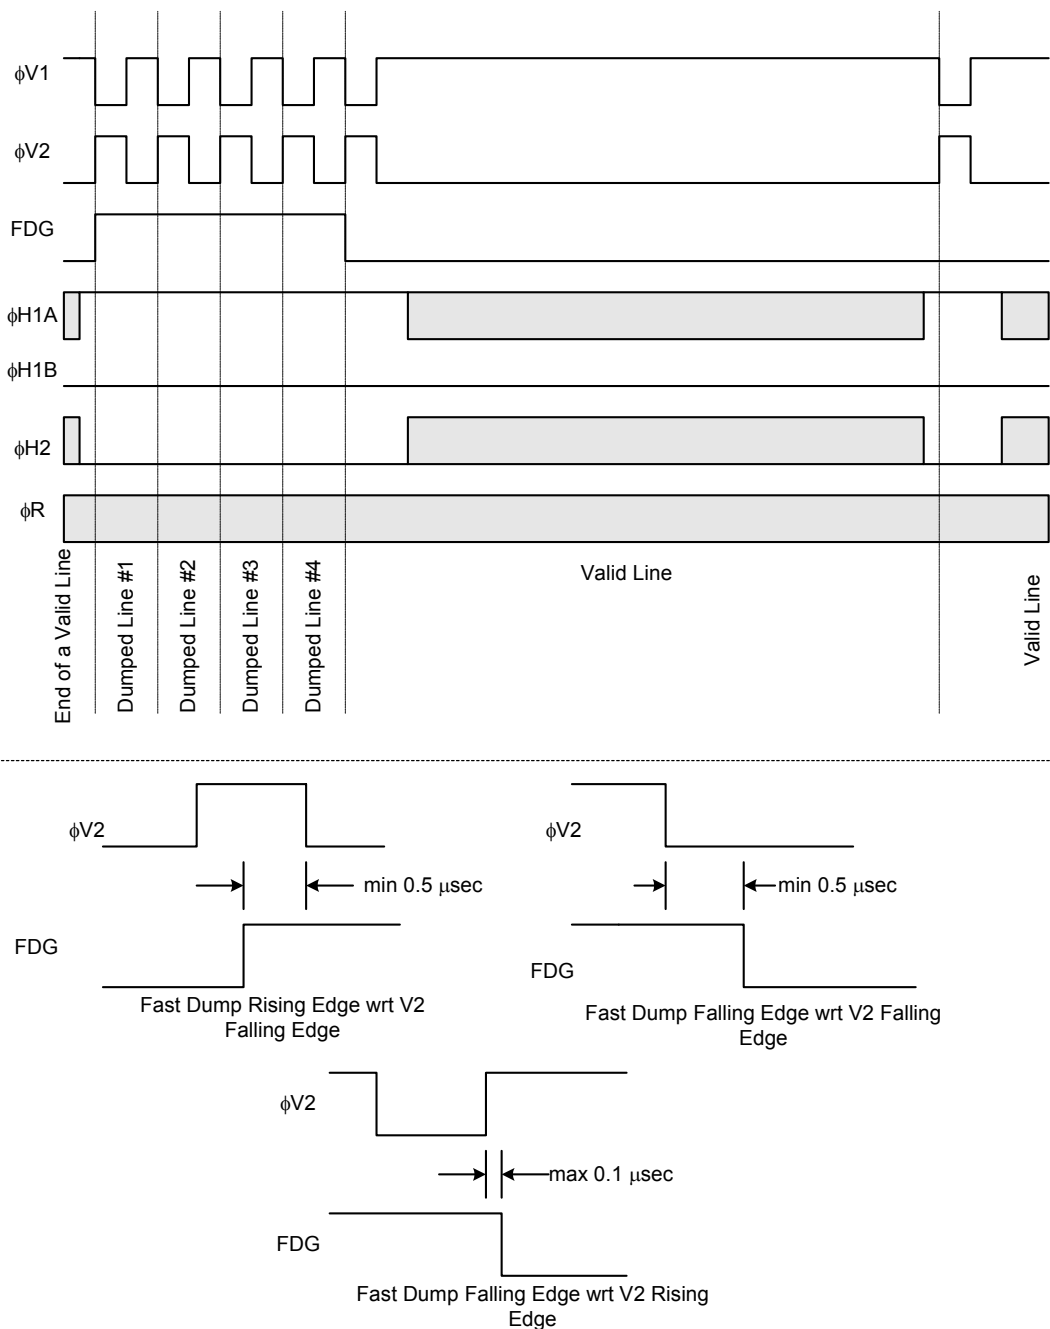 ϕV1
ϕV2
FDG
ϕH1A
ϕH1B
ϕH2
ϕR
End of a Valid Line
Dumped Line #1
Dumped Line #2
Dumped Line #3
Dumped Line #4
Valid Line
Valid Line
ϕV2
min 0.5 μsec
FDG
Fast Dump Rising Edge wrt V2
Falling Edge
ϕV2
min 0.5 μsec
FDG
Fast Dump Falling Edge wrt V2 Falling
Edge
ϕV2
max 0.1 μsec
FDG
Fast Dump Falling Edge wrt V2 Rising
Edge